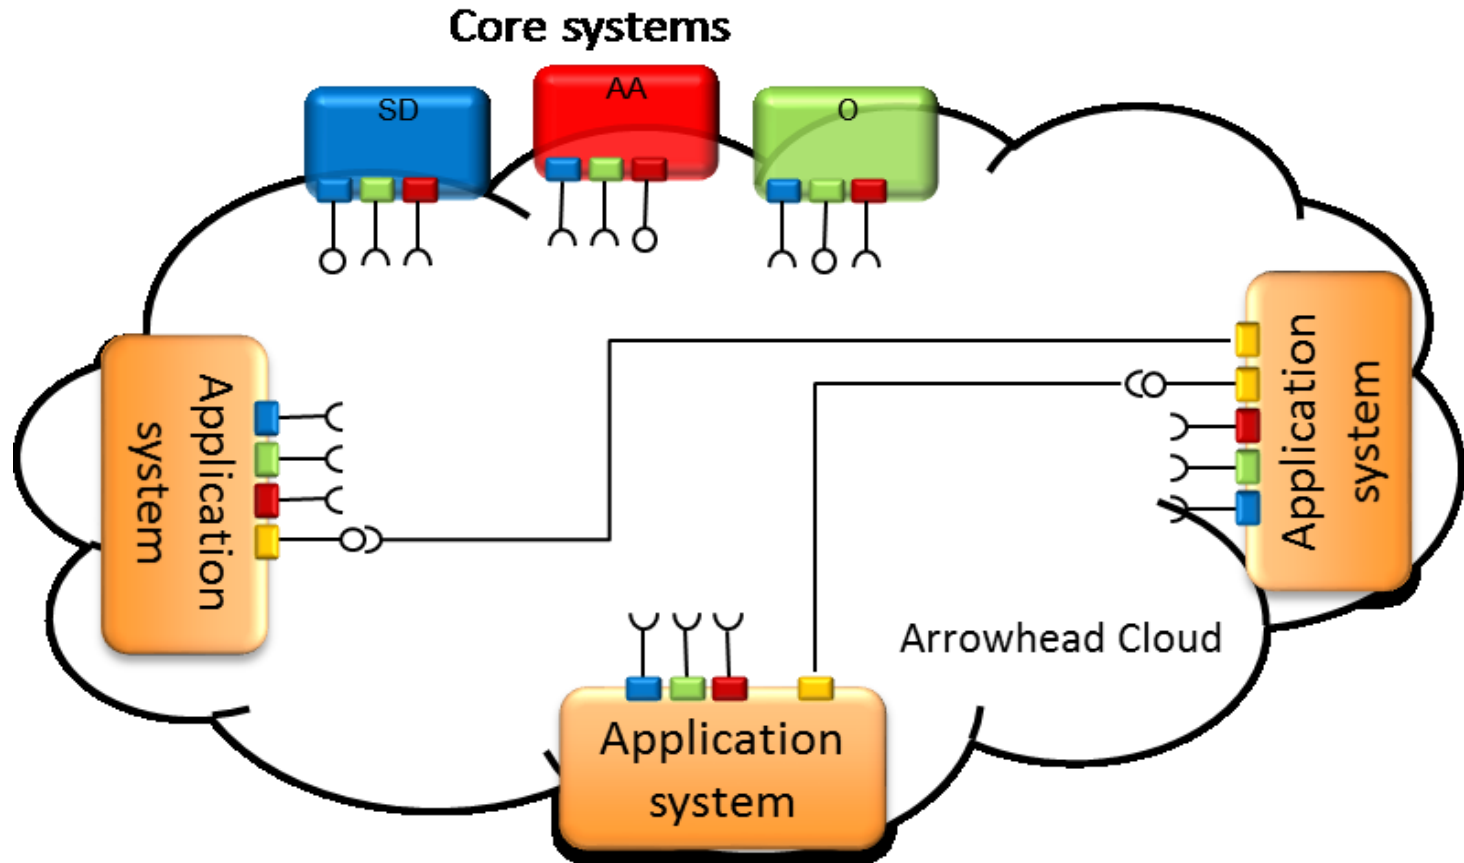 Core systems
SD
AA
O
Application
system
Application
system
Arrowhead Cloud
Application
system